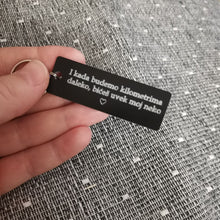 I kada budemo kilometrima
daleko, bićeš uvek moj neko
♡